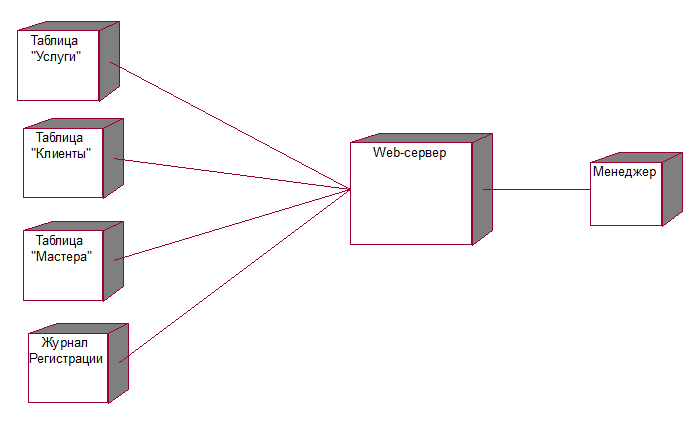 Таблица
"Услуги"
Таблица
"Клиенты"
Таблица
"Мастера"
Журнал
Регистрации
Web-сервер
Менеджер